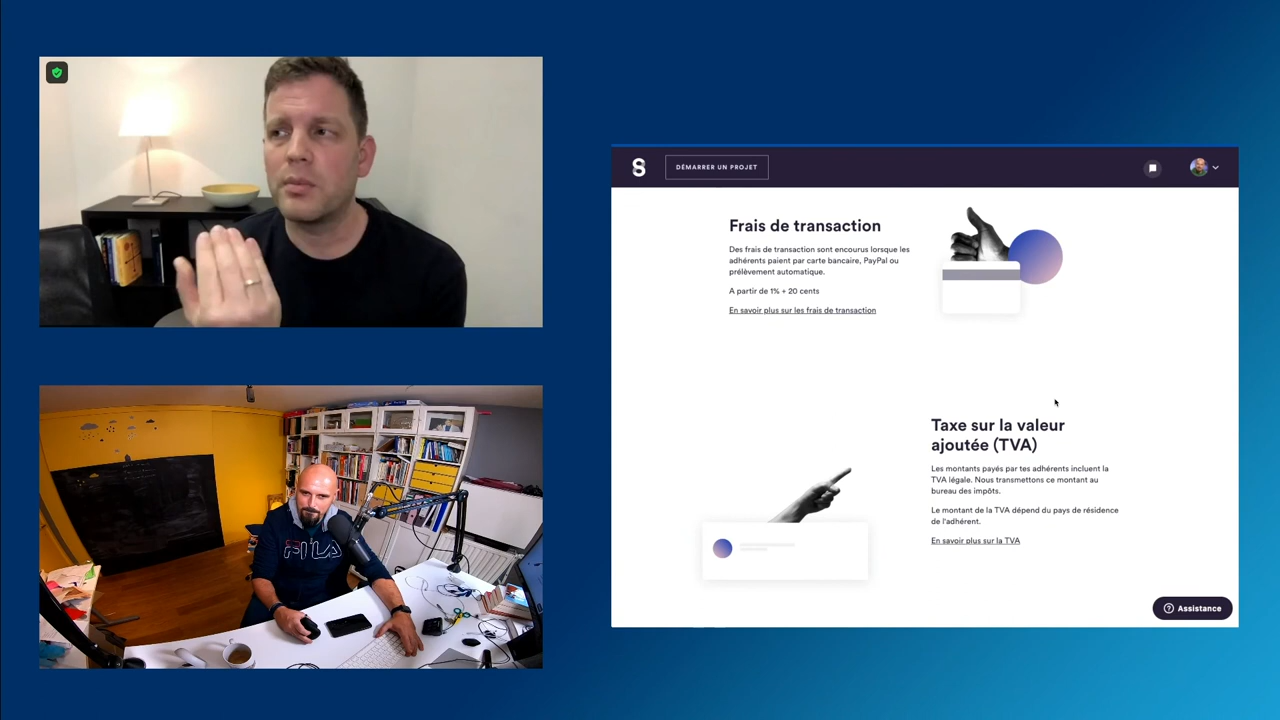 DÉMARRER UN PROJET
Frais de transaction
Des frais de transaction sont encourus lorsque les
adhérents paient par carte bancaire, PayPal ou
prélèvement automatique.
A partir de 1% + 20 cents
En savoir plus sur les frais de transaction
Taxe sur la valeur
ajoutée (TVA)
Les montants payés par tes adhérents incluent la
TVA légale. Nous transmettons ce montant au
bureau des impôts.
Le montant de la TVA dépend du pays de résidence
de l'adhérent.
En savoir plus sur la TVA
Assistance
FILA